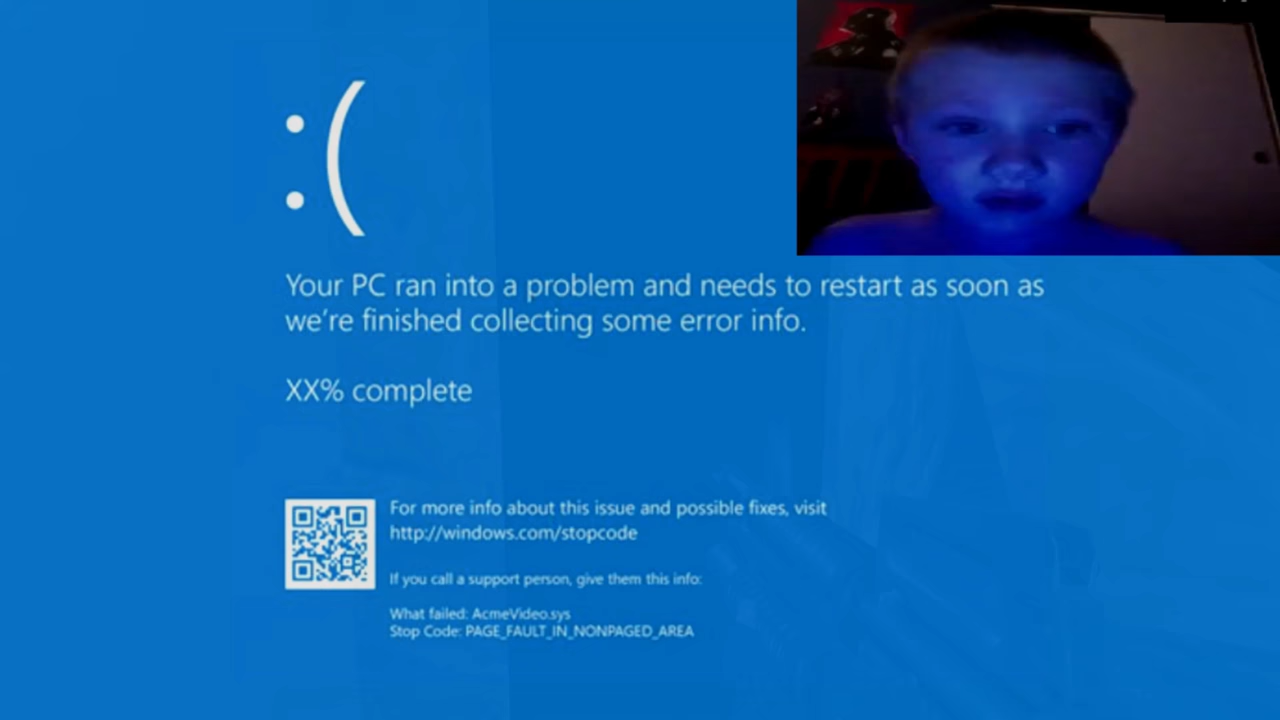 :(
Your PC ran into a problem and needs to restart as soon as
we're finished collecting some error info.
XX% complete
For more info about this issue and possible fixes, visit
http://windows.com/stopcode
If you call a support person, give them this info:
What failed: AcmeVideo.sys
Stop Code: PAGE_FAULT_IN_NONPAGED_AREA